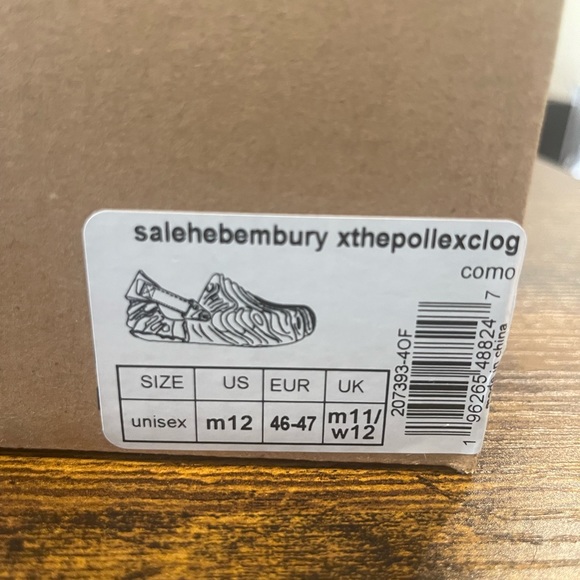 salehebembury xthepollexclog
como
SIZE US EUR UK
unisex m12 46-47 m11/
w12
207393-4OF
1 96265 48824 7
in china